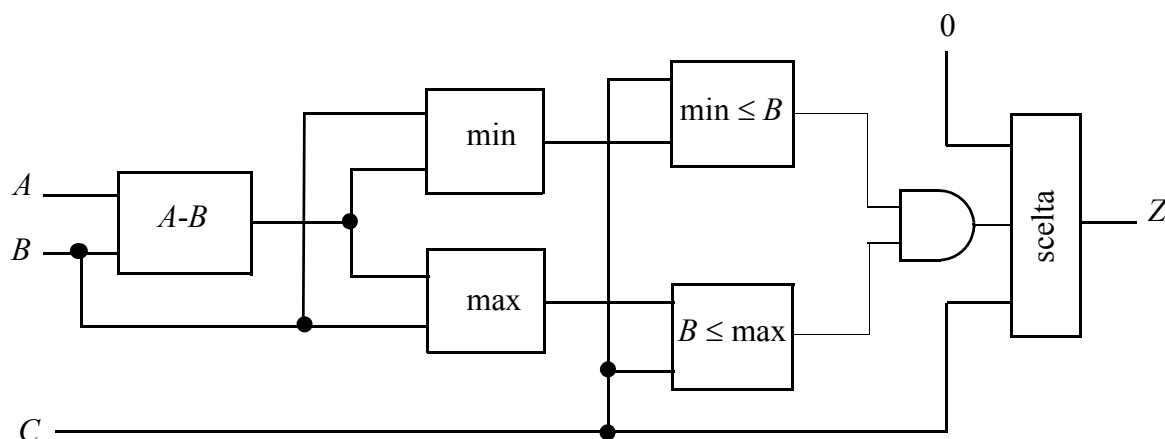 0
min ≤ B
min
A
A-B
scelta
Z
B
max
B ≤ max
C